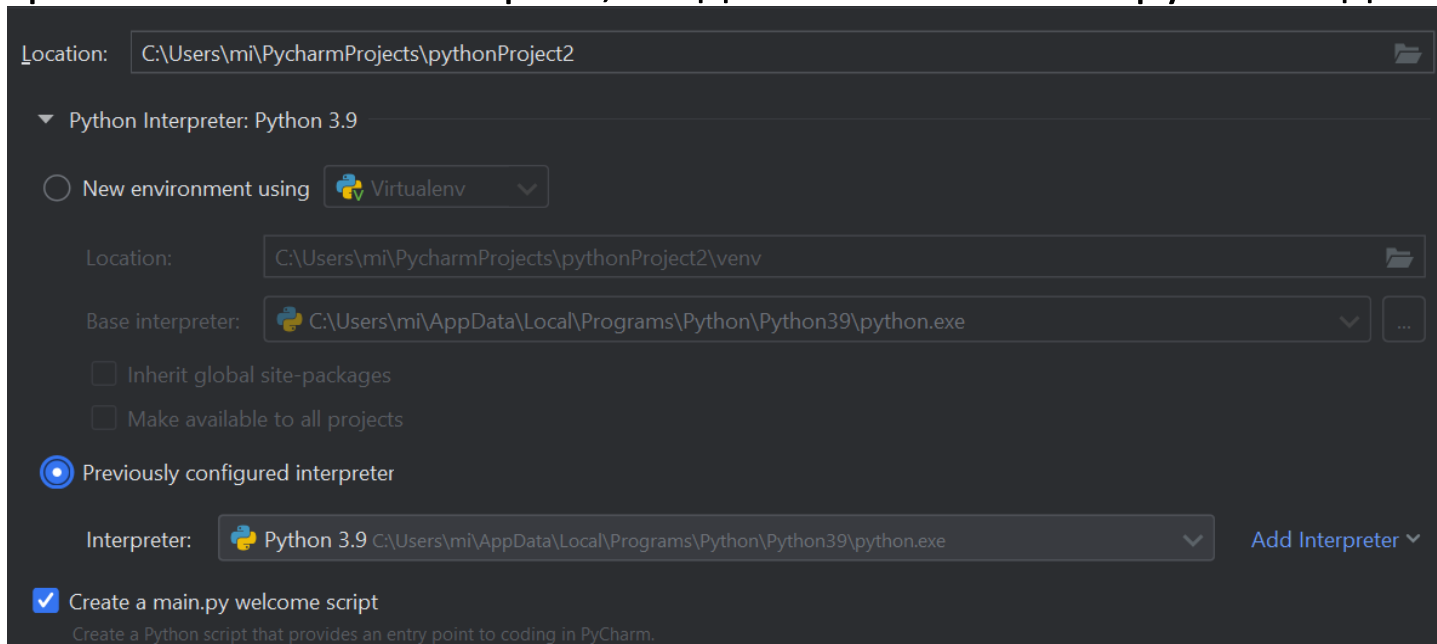 Location: C:\Users\mi\PycharmProjects\pythonProject2
Python Interpreter: Python 3.9
New environment using Virtualenv
Location: C:\Users\mi\PycharmProjects\pythonProject2\venv
Base interpreter: C:\Users\mi\AppData\Local\Programs\Python\Python39\python.exe ...
Inherit global site-packages
Make available to all projects
Previously configured interpreter
Interpreter: Python 3.9 C:\Users\mi\AppData\Local\Programs\Python\Python39\python.exe Add Interpreter
Create a main.py welcome script
Create a Python script that provides an entry point to coding in PyCharm.